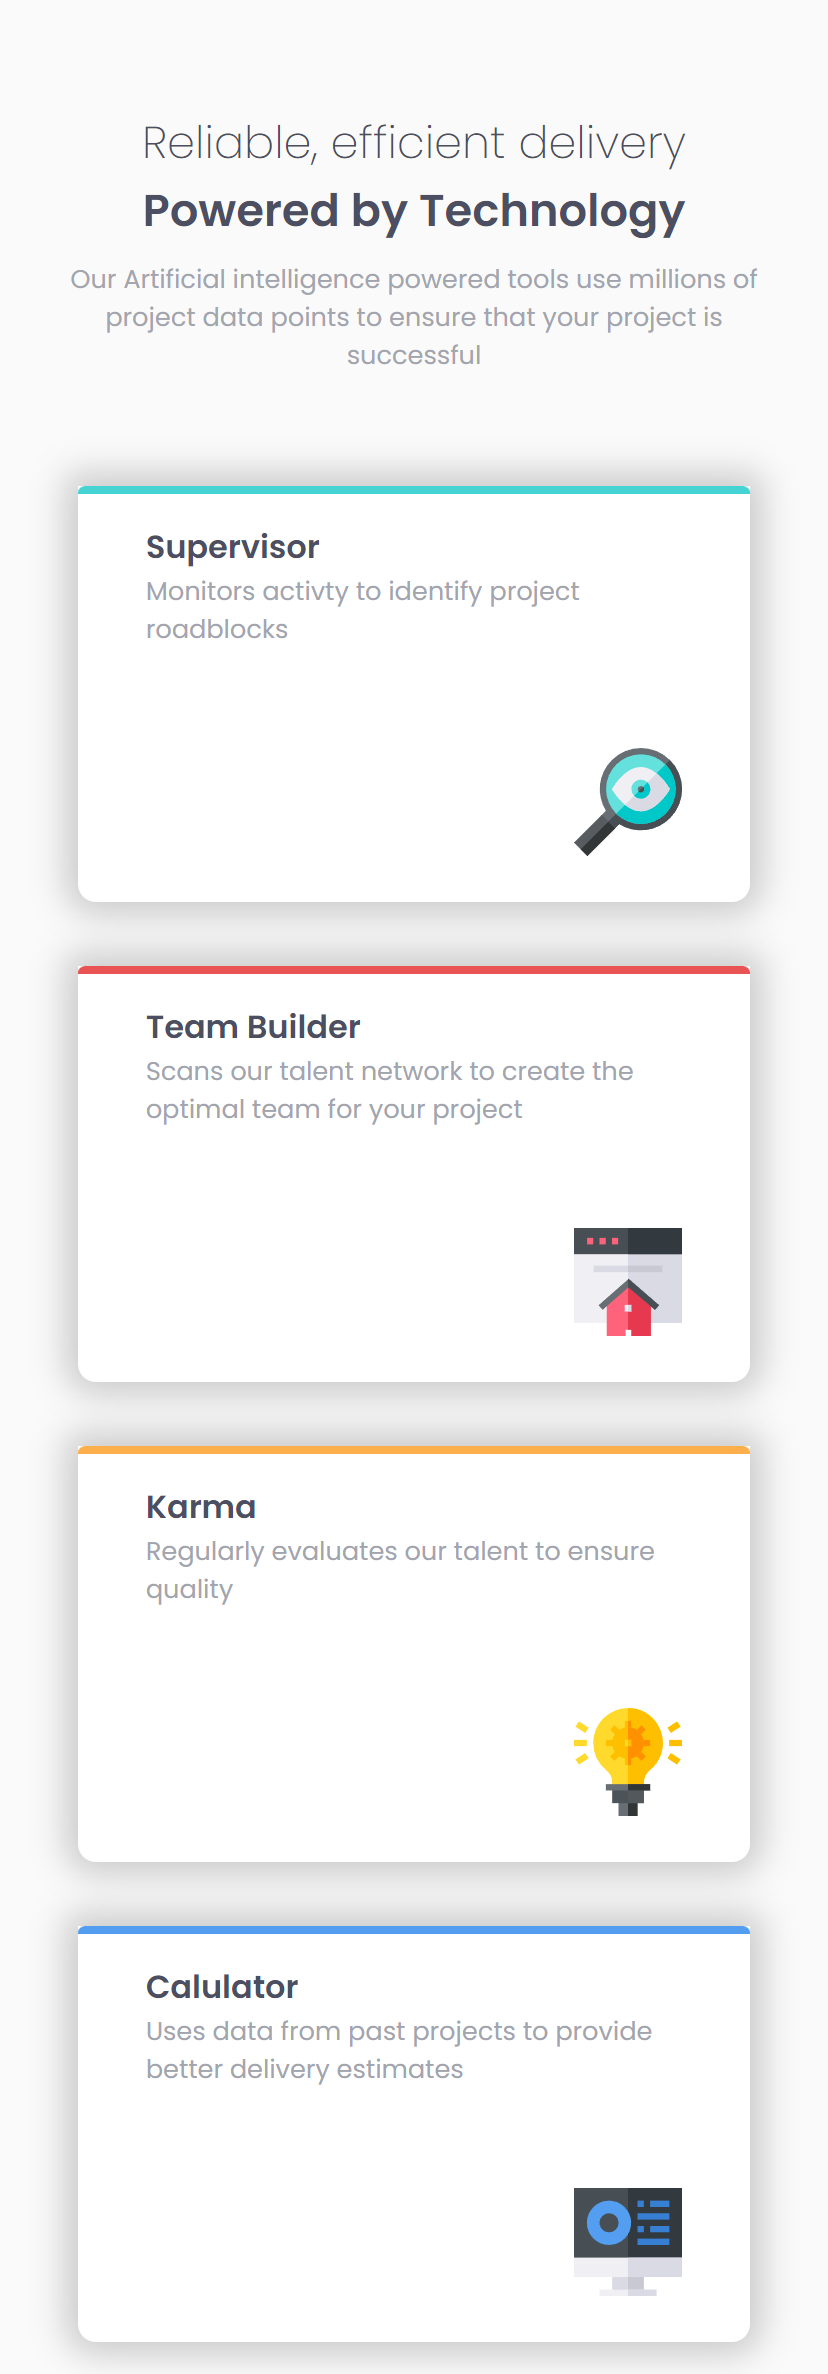 Reliable, efficient delivery
Powered by Technology
Our Artificial intelligence powered tools use millions of
project data points to ensure that your project is
successful
Supervisor
Monitors activty to identify project
roadblocks
Team Builder
Scans our talent network to create the
optimal team for your project
Karma
Regularly evaluates our talent to ensure
quality
Calulator
Uses data from past projects to provide
better delivery estimates